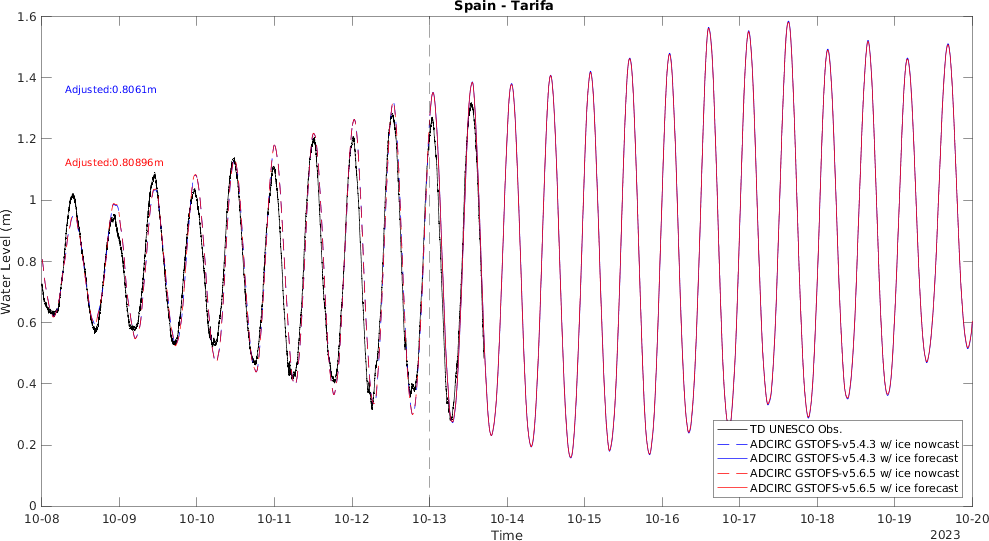 Spain - Tarifa
1.6
1.4
1.2
1
0.8
0.6
0.4
0.2
0
Water Level (m)
Adjusted:0.8061m
Adjusted:0.80896m
TD UNESCO Obs.
ADCIRC GSTOFS-v5.4.3 w/ ice nowcast
ADCIRC GSTOFS-v5.4.3 w/ ice forecast
ADCIRC GSTOFS-v5.6.5 w/ ice nowcast
ADCIRC GSTOFS-v5.6.5 w/ ice forecast
10-08 10-09 10-10 10-11 10-12 10-13 10-14 10-15 10-16 10-17 10-18 10-19 10-20
Time
2023